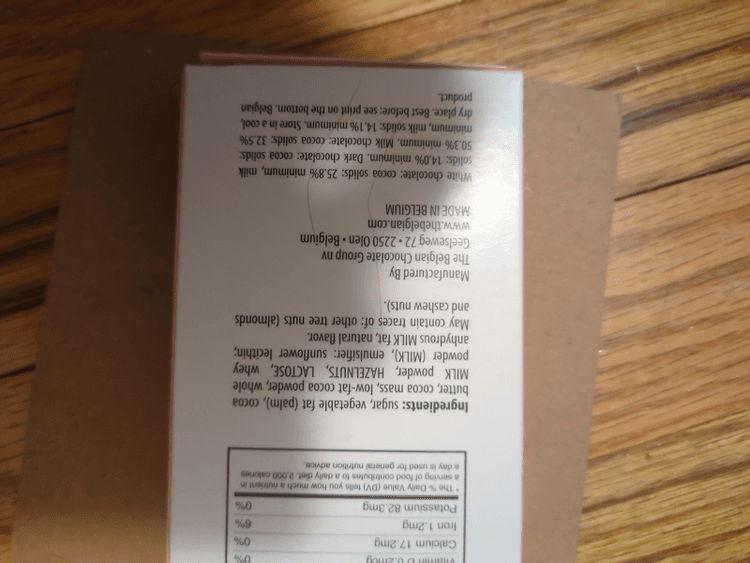 Vitamin D 0.2mcg 0%
Calcium 17.2mg 0%
Iron 1.2mg 6%
Potassium 82.3mg 0%
* The % Daily Value (DV) tells you how much a nutrient in
a serving of food contributes to a daily diet. 2,000 calories
a day is used for general nutrition advice.
Ingredients: sugar, vegetable fat (palm), cocoa
butter, cocoa mass, low-fat cocoa powder, whole
MILK powder, HAZELNUTS, LACTOSE, whey
powder (MILK), emulsifier: sunflower lecithin;
anhydrous MILK fat, natural flavor.
May contain traces of: other tree nuts (almonds
and cashew nuts).
Manufactured By
The Belgian Chocolate Group nv
Geelseweg 72 • 2250 Olen • Belgium
www.thebelgian.com
MADE IN BELGIUM
White chocolate: cocoa solids: 25.8% minimum, milk
solids: 14.0% minimum. Dark chocolate: cocoa solids:
50.3% minimum. Milk chocolate: cocoa solids: 32.5%
minimum, milk solids: 14.1% minimum. Store in a cool,
dry place. Best before: see print on the bottom. Belgian
product.